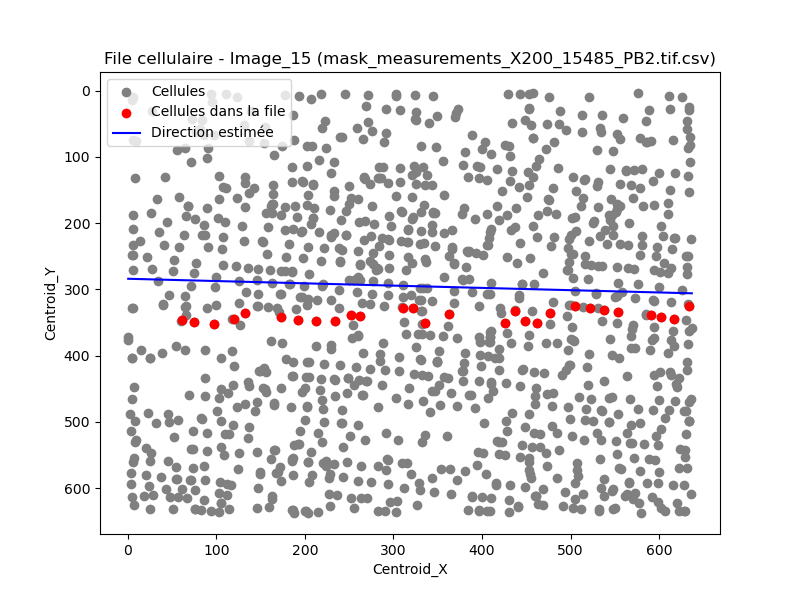 File cellulaire - Image_15 (mask_measurements_X200_15485_PB2.tif.csv)
Cellules
Cellules dans la file
Direction estimée
0
100
200
300
400
500
600
Centroid_Y
0 100 200 300 400 500 600
Centroid_X